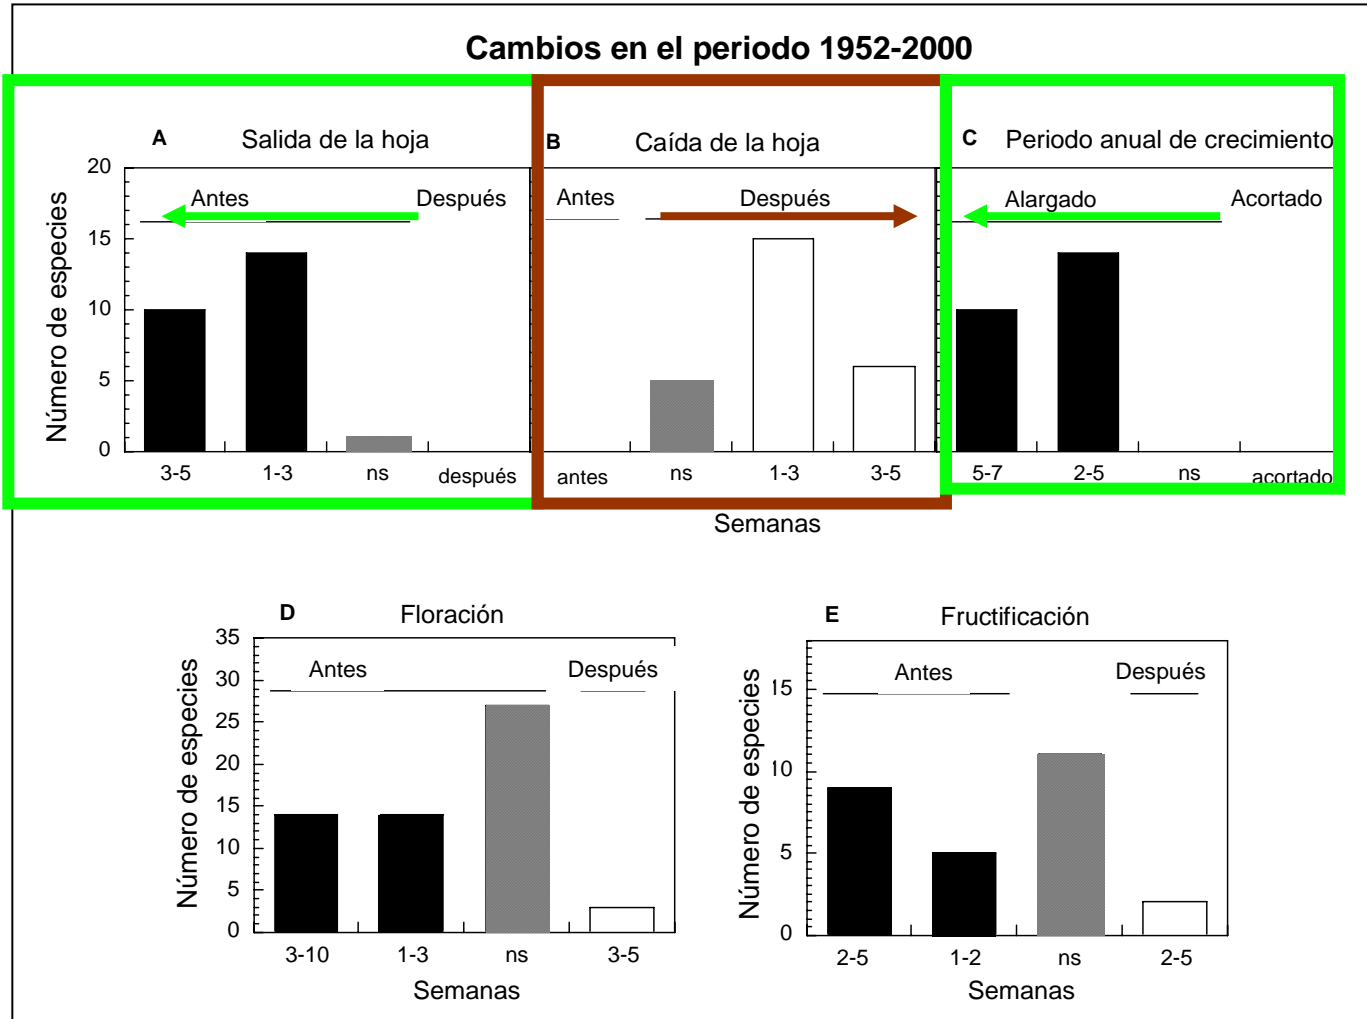 Cambios en el periodo 1952-2000
A Salida de la hoja
B Caída de la hoja
C Periodo anual de crecimiento
Número de especies
20
15
10
5
0
Antes Después
3-5 1-3 ns después
Antes Después
antes ns 1-3 3-5
Alargado Acortado
5-7 2-5 ns acortado
Semanas
D Floración
Número de especies
35
30
25
20
15
10
5
0
Antes Después
3-10 1-3 ns 3-5
Semanas
E Fructificación
Número de especies
15
10
5
0
Antes Después
2-5 1-2 ns 2-5
Semanas